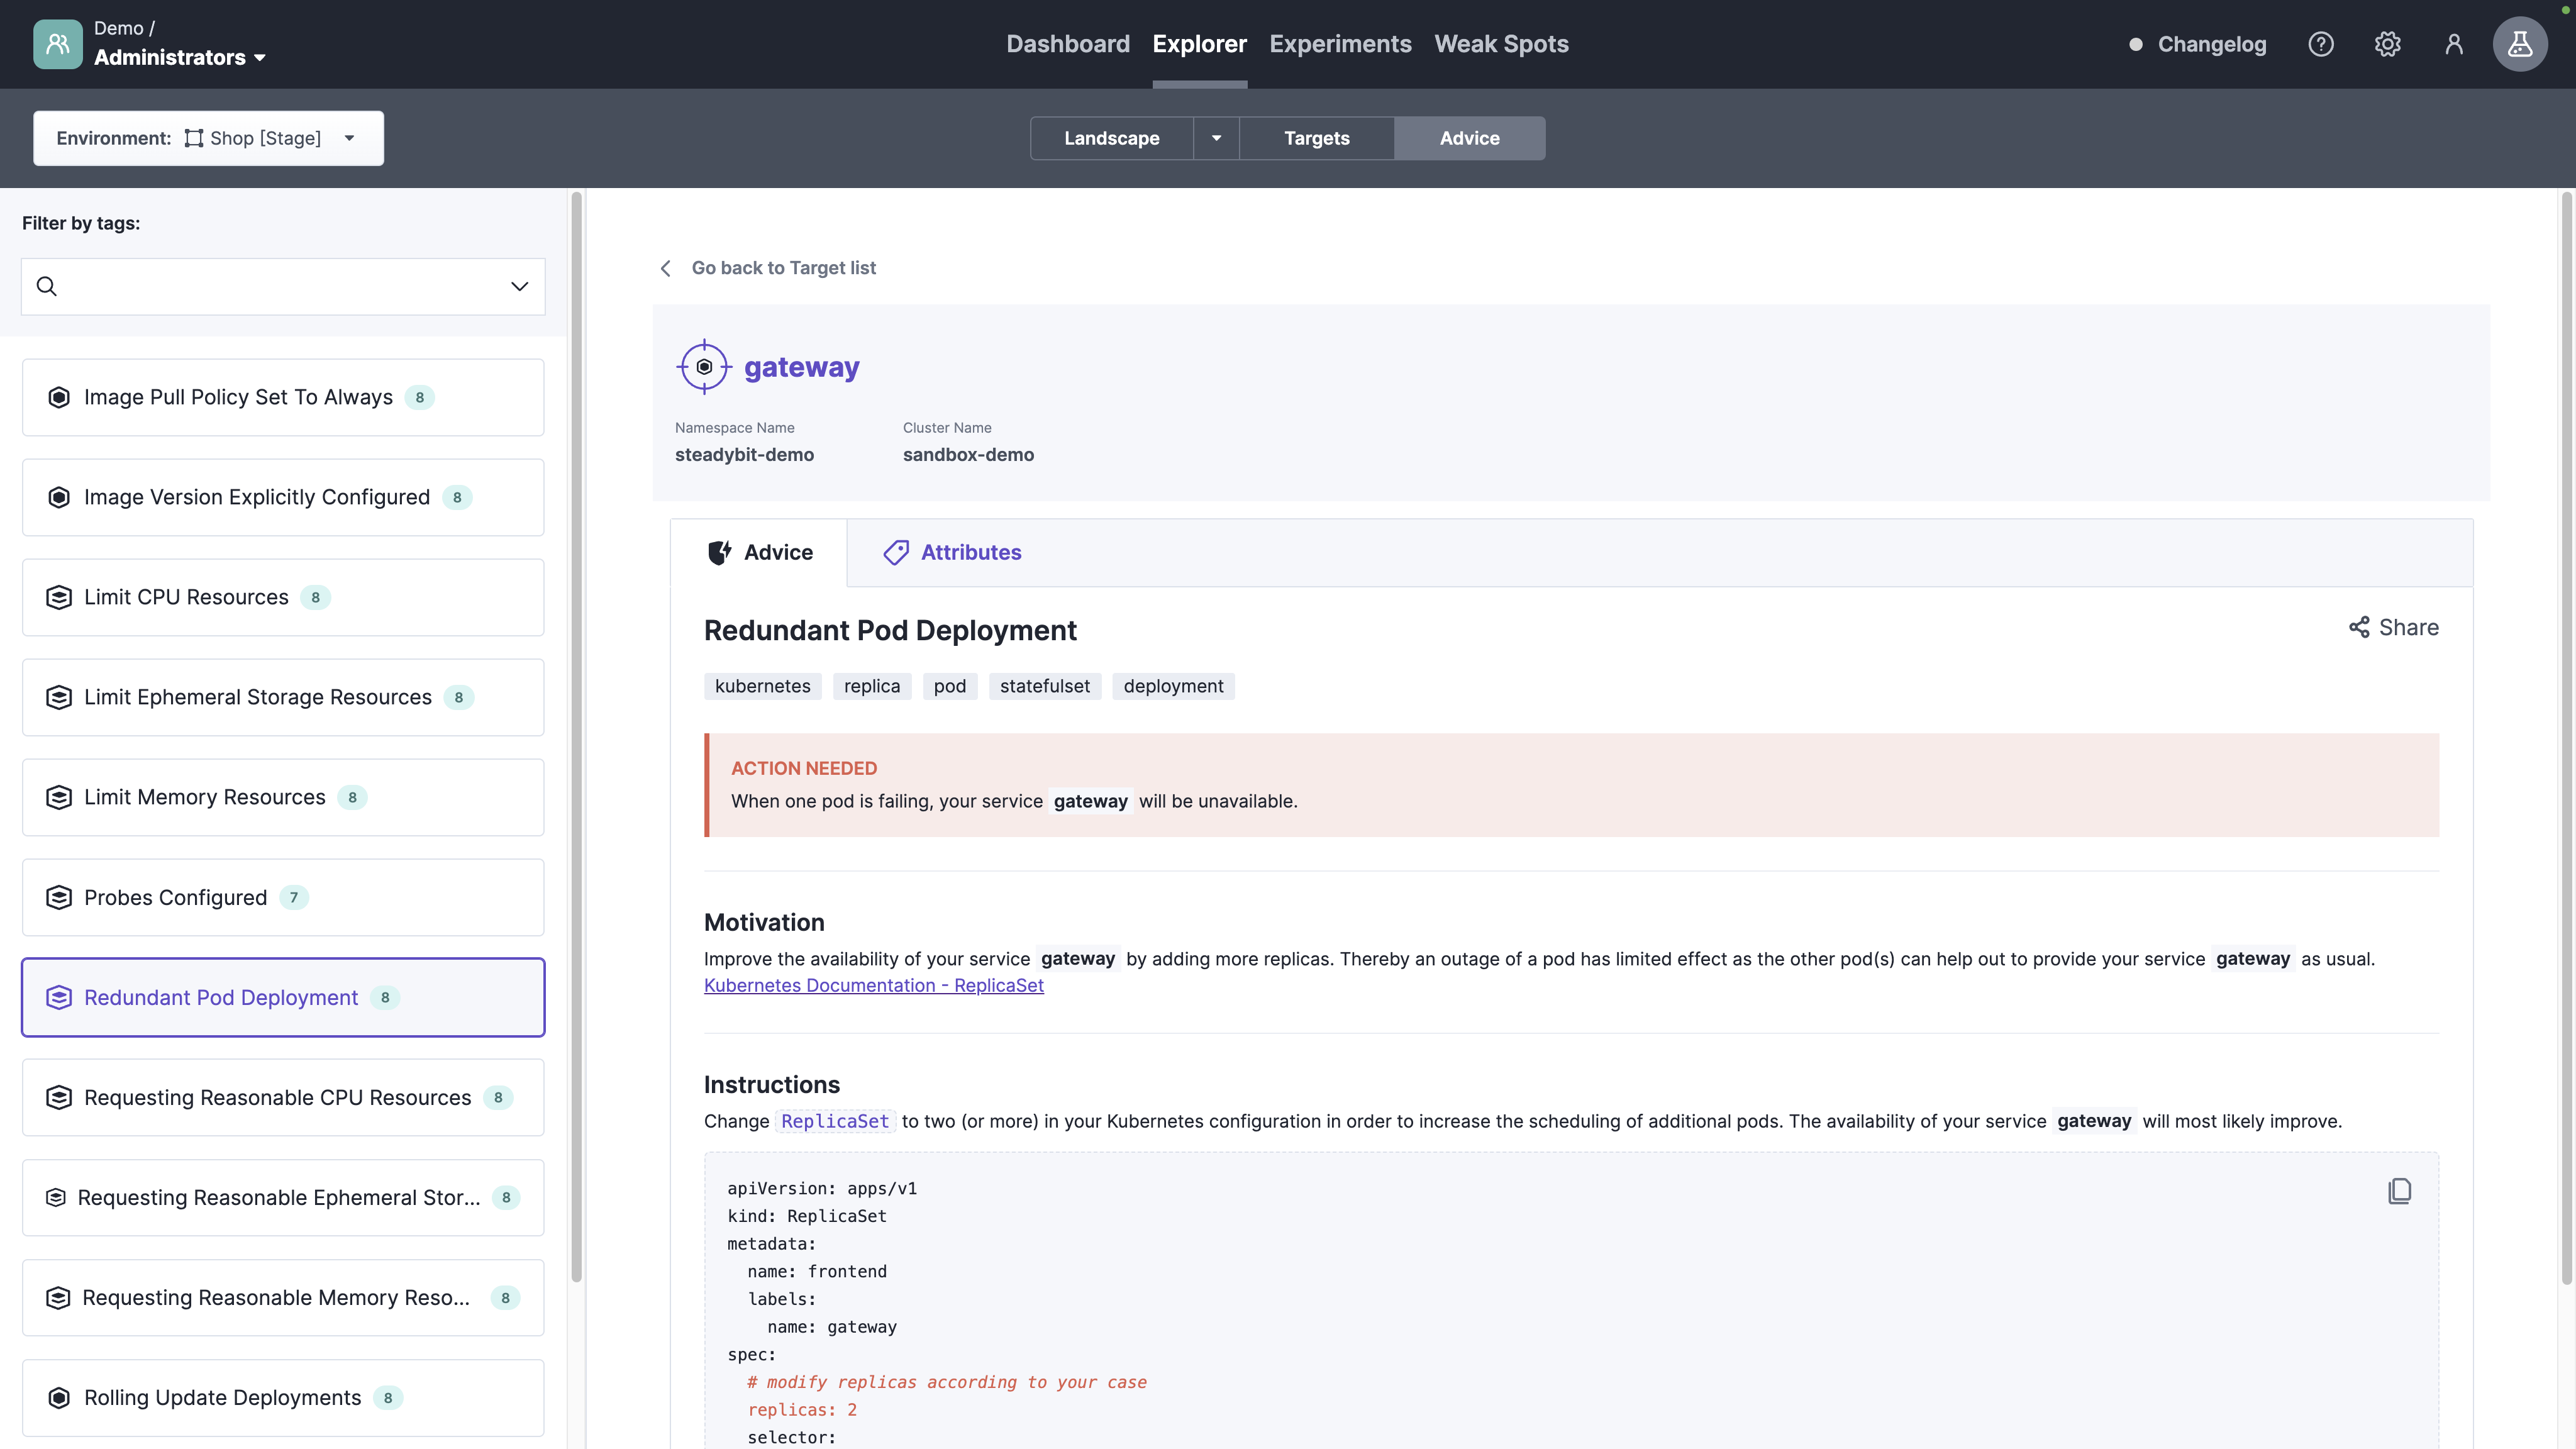 Demo /
Administrators
Dashboard Explorer Experiments Weak Spots
Changelog
Environment: Shop [Stage]
Landscape Targets Advice
Filter by tags:
Image Pull Policy Set To Always 8
Image Version Explicitly Configured 8
Limit CPU Resources 8
Limit Ephemeral Storage Resources 8
Limit Memory Resources 8
Probes Configured 7
Redundant Pod Deployment 8
Requesting Reasonable CPU Resources 8
Requesting Reasonable Ephemeral Stor... 8
Requesting Reasonable Memory Reso... 8
Rolling Update Deployments 8
Go back to Target list
gateway
Namespace Name Cluster Name
steadybit-demo sandbox-demo
Advice Attributes
Redundant Pod Deployment
Share
kubernetes replica pod statefulset deployment
ACTION NEEDED
When one pod is failing, your service gateway will be unavailable.
Motivation
Improve the availability of your service gateway by adding more replicas. Thereby an outage of a pod has limited effect as the other pod(s) can help out to provide your service gateway as usual.
Kubernetes Documentation - ReplicaSet
Instructions
Change ReplicaSet to two (or more) in your Kubernetes configuration in order to increase the scheduling of additional pods. The availability of your service gateway will most likely improve.
apiVersion: apps/v1
kind: ReplicaSet
metadata:
  name: frontend
  labels:
    name: gateway
spec:
  # modify replicas according to your case
  replicas: 2
  selector: